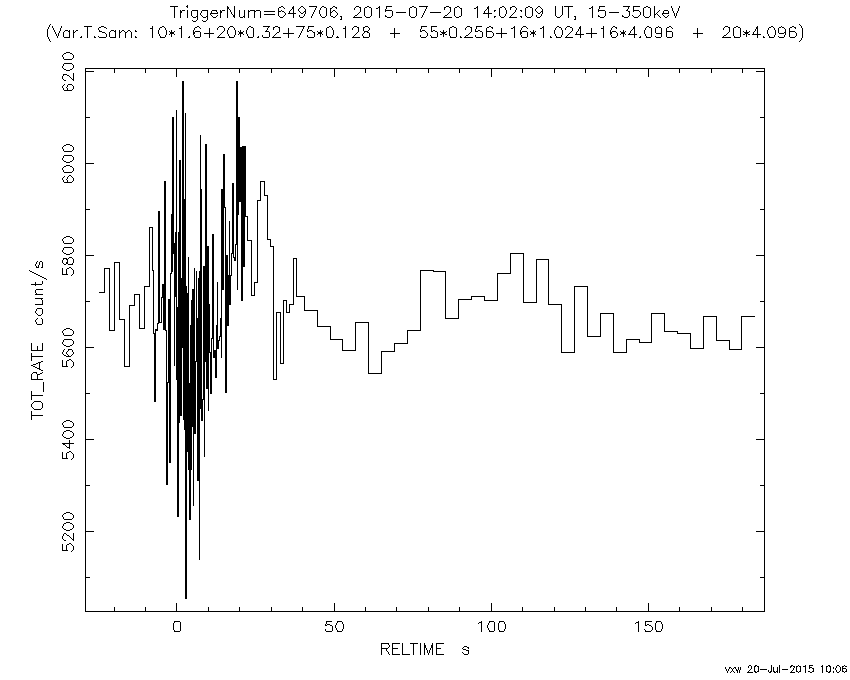 TriggerNum=649706, 2015-07-20 14:02:09 UT, 15-350keV
(Var.T.Sam: 10*1.6+20*0.32+75*0.128 + 55*0.256+16*1.024+16*4.096 + 20*4.096)
6200
6000
5800
5600
5400
5200
TOT_RATE count/s
0 50 100 150
RELTIME s
vxw 20-Jul-2015 10:06